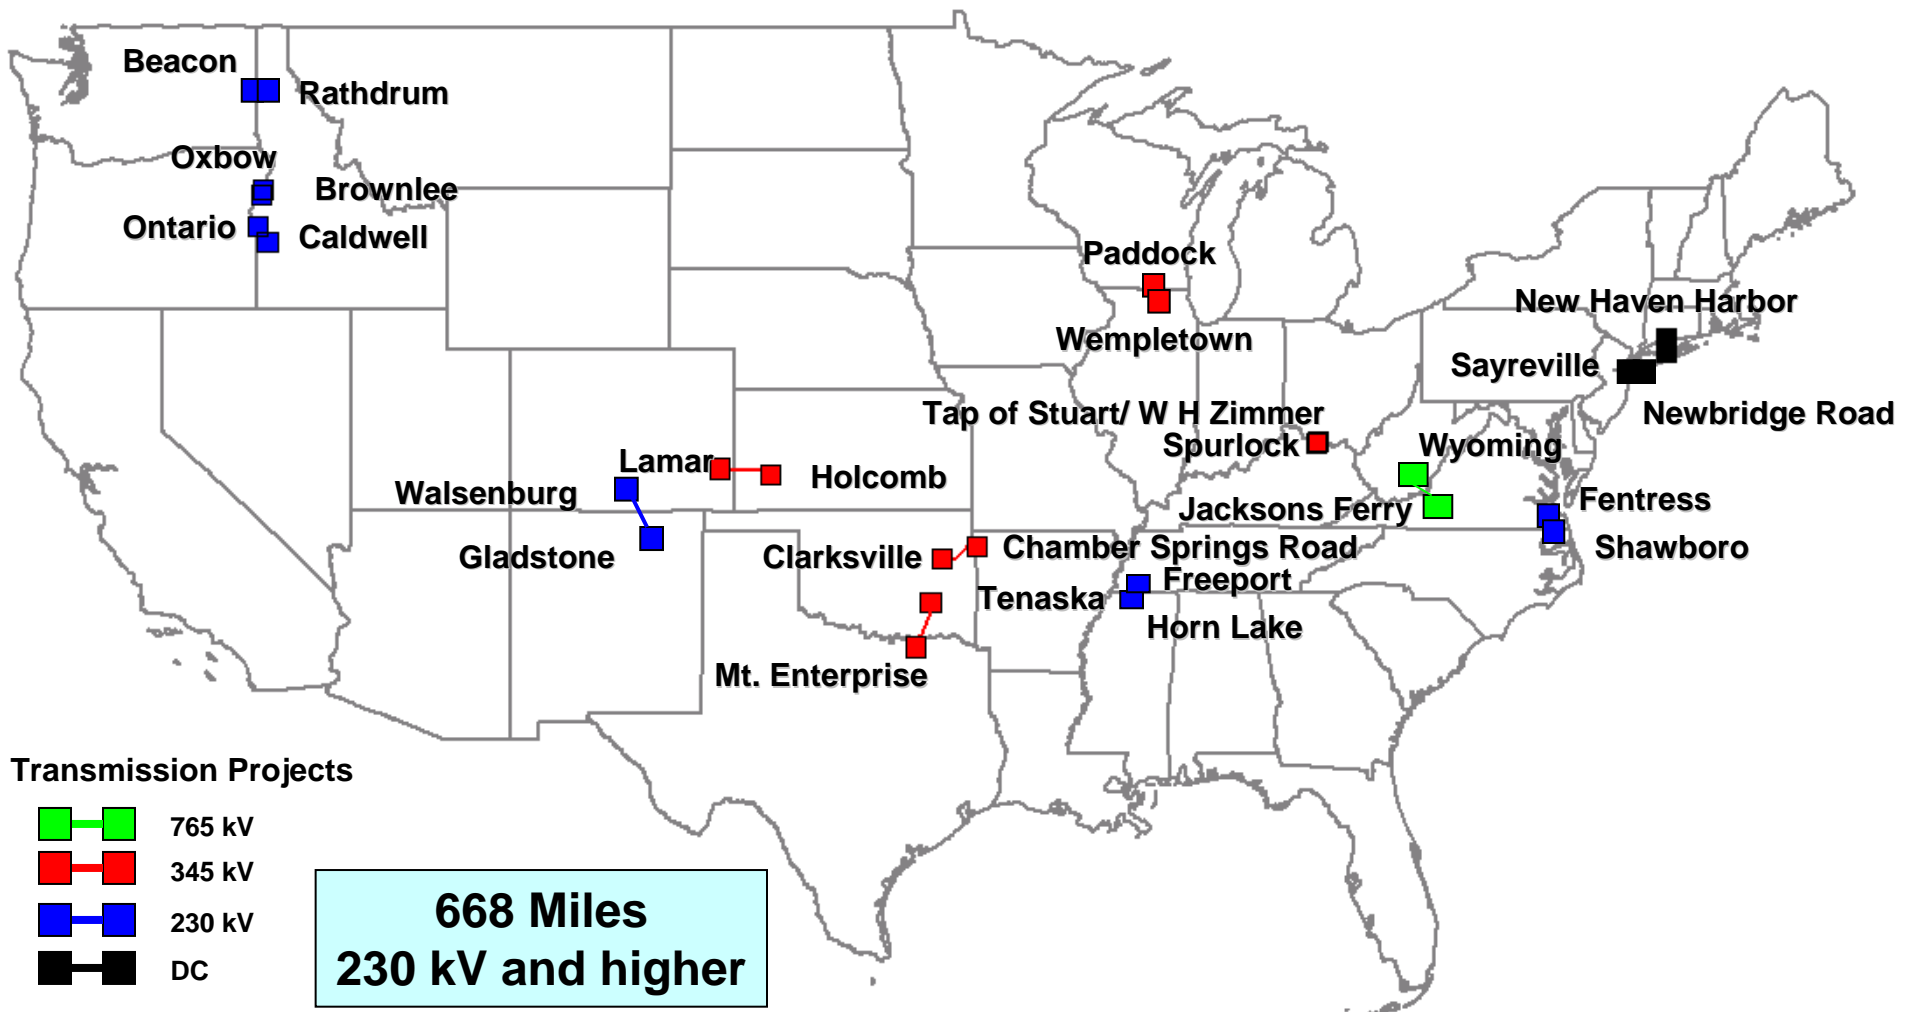 Beacon
Rathdrum
Oxbow
Brownlee
Ontario
Caldwell
Paddock
Wempletown
New Haven Harbor
Sayreville
Newbridge Road
Tap of Stuart/ W H Zimmer
Spurlock
Wyoming
Lamar
Holcomb
Walsenburg
Jacksons Ferry
Fentress
Gladstone
Clarksville
Chamber Springs Road
Shawboro
Freeport
Tenaska
Horn Lake
Mt. Enterprise
Transmission Projects
765 kV
345 kV
230 kV
DC
668 Miles
230 kV and higher